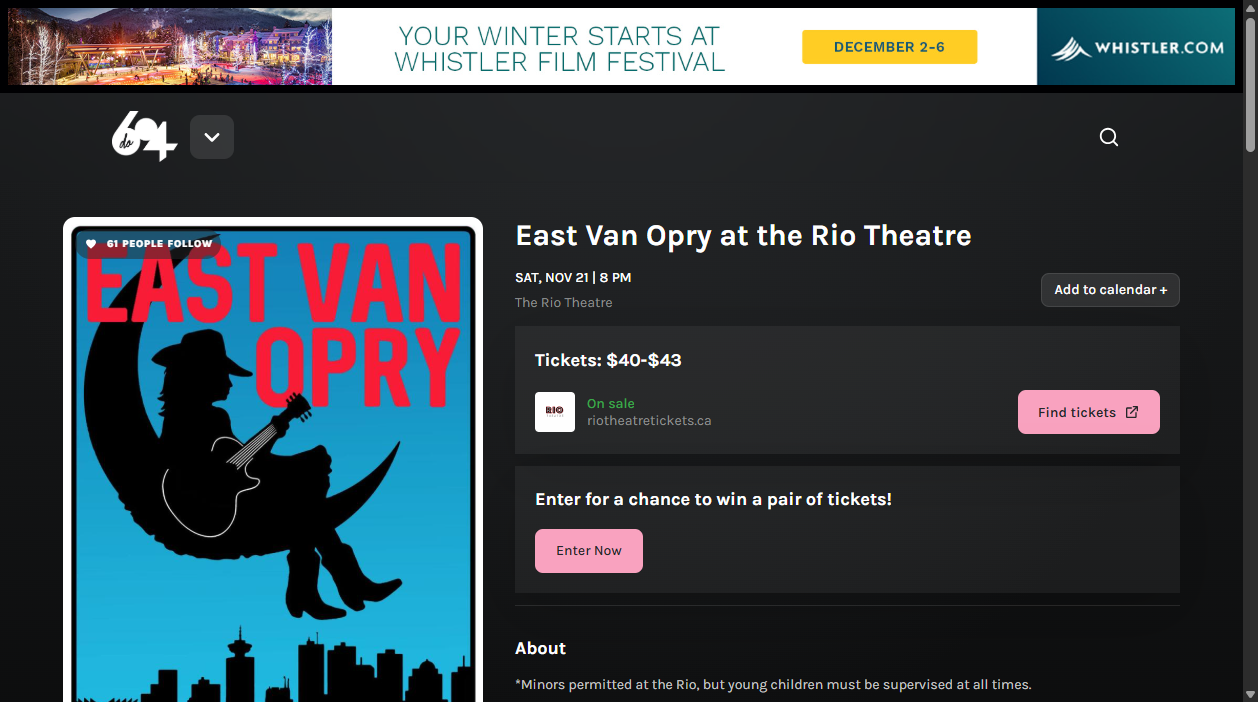 YOUR WINTER STARTS AT
WHISTLER FILM FESTIVAL
DECEMBER 2-6
WHISTLER.COM
do604
61 PEOPLE FOLLOW
EAST VAN
OPRY
East Van Opry at the Rio Theatre
SAT, NOV 21 | 8 PM
The Rio Theatre
Add to calendar +
Tickets: $40-$43
RIO
On sale
riotheatretickets.ca
Find tickets
Enter for a chance to win a pair of tickets!
Enter Now
About
*Minors permitted at the Rio, but young children must be supervised at all times.